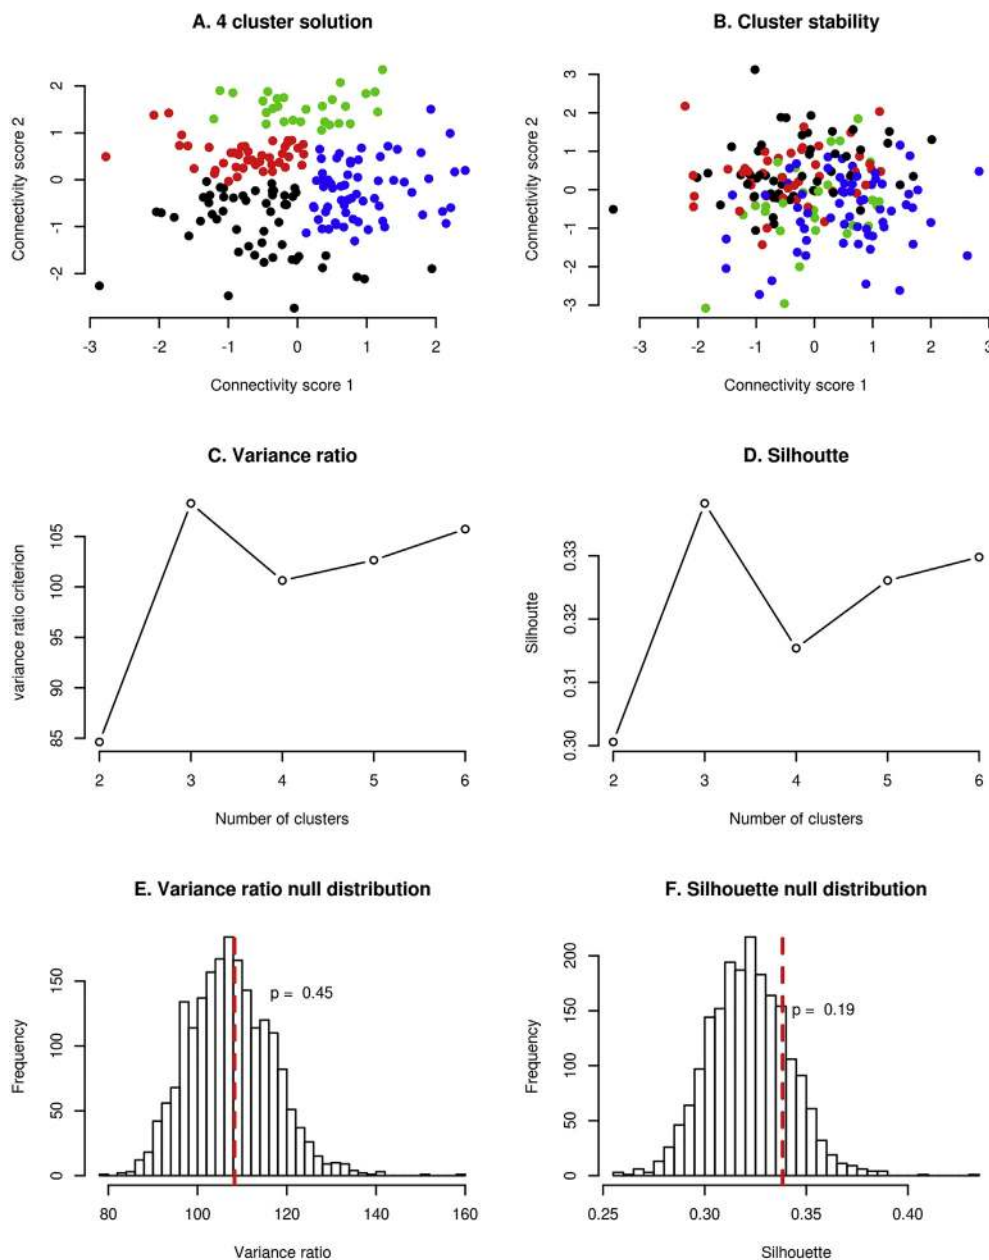 A. 4 cluster solution
Connectivity score 2
2
1
0
-1
-2
-3 -2 -1 0 1 2
Connectivity score 1
B. Cluster stability
Connectivity score 2
3
2
1
0
-1
-2
-3
-3 -2 -1 0 1 2 3
Connectivity score 1
C. Variance ratio
variance ratio criterion
105
100
95
90
85
2 3 4 5 6
Number of clusters
D. Silhoutte
Silhoutte
0.33
0.32
0.31
0.30
2 3 4 5 6
Number of clusters
E. Variance ratio null distribution
Frequency
150
100
50
0
p = 0.45
80 100 120 140 160
Variance ratio
F. Silhouette null distribution
Frequency
200
150
100
50
0
p = 0.19
0.25 0.30 0.35 0.40
Silhouette